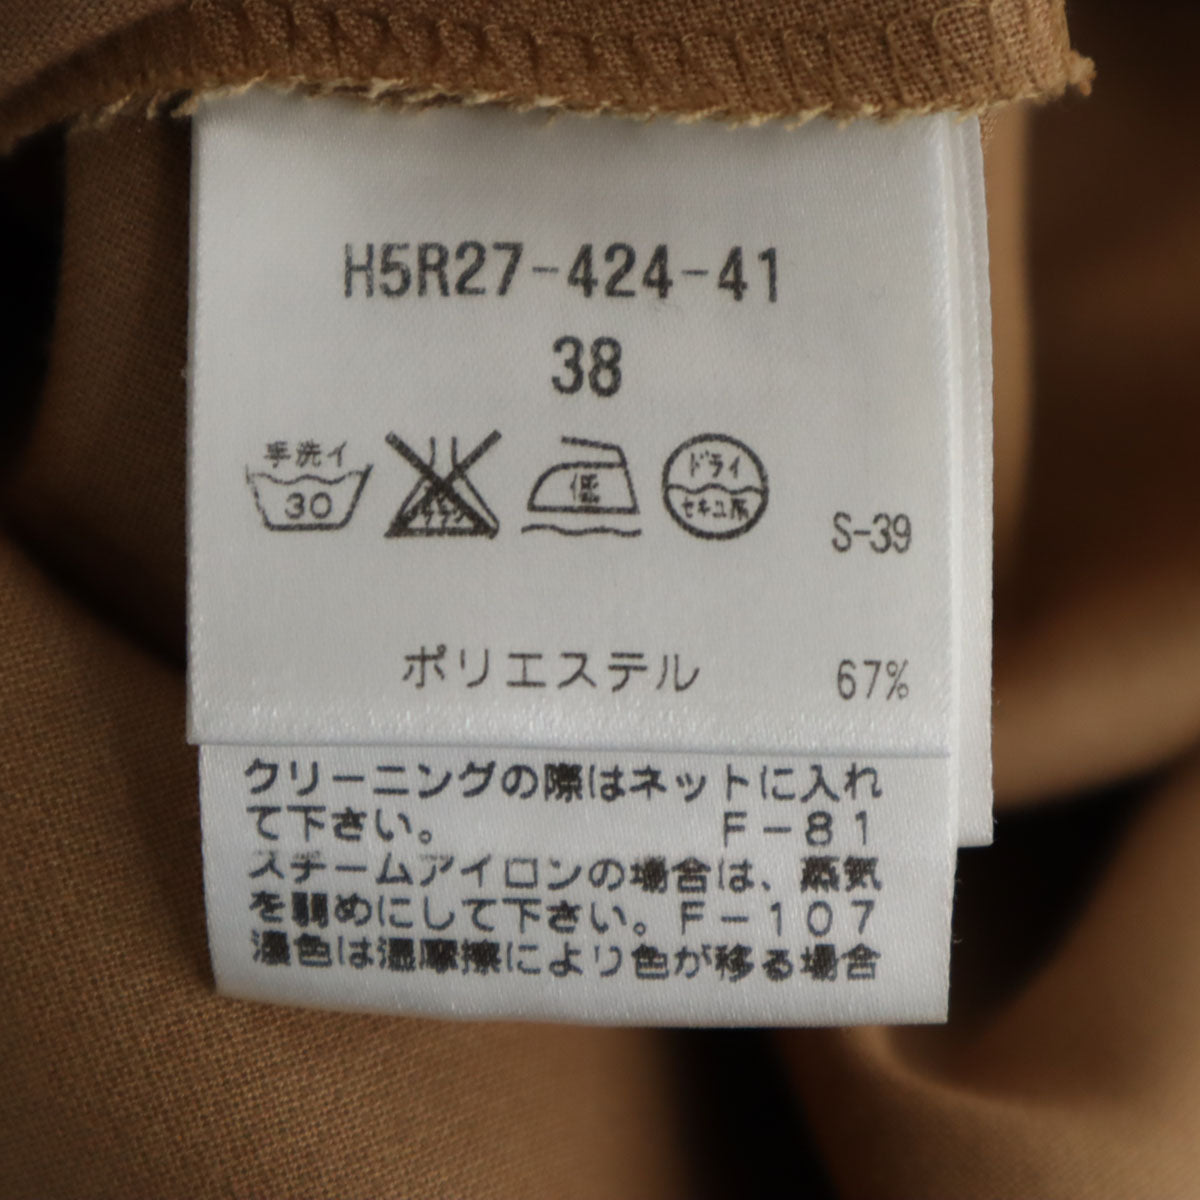 H5R27-424-41
38
手洗イ
30
低
ドライ
セキユ系
S-39
ポリエステル 67%
クリーニングの際はネットに入れ
て下さい。 F-81
スチームアイロンの場合は、蒸気
を弱めにして下さい。F-107
濃色は湿摩擦により色が移る場合